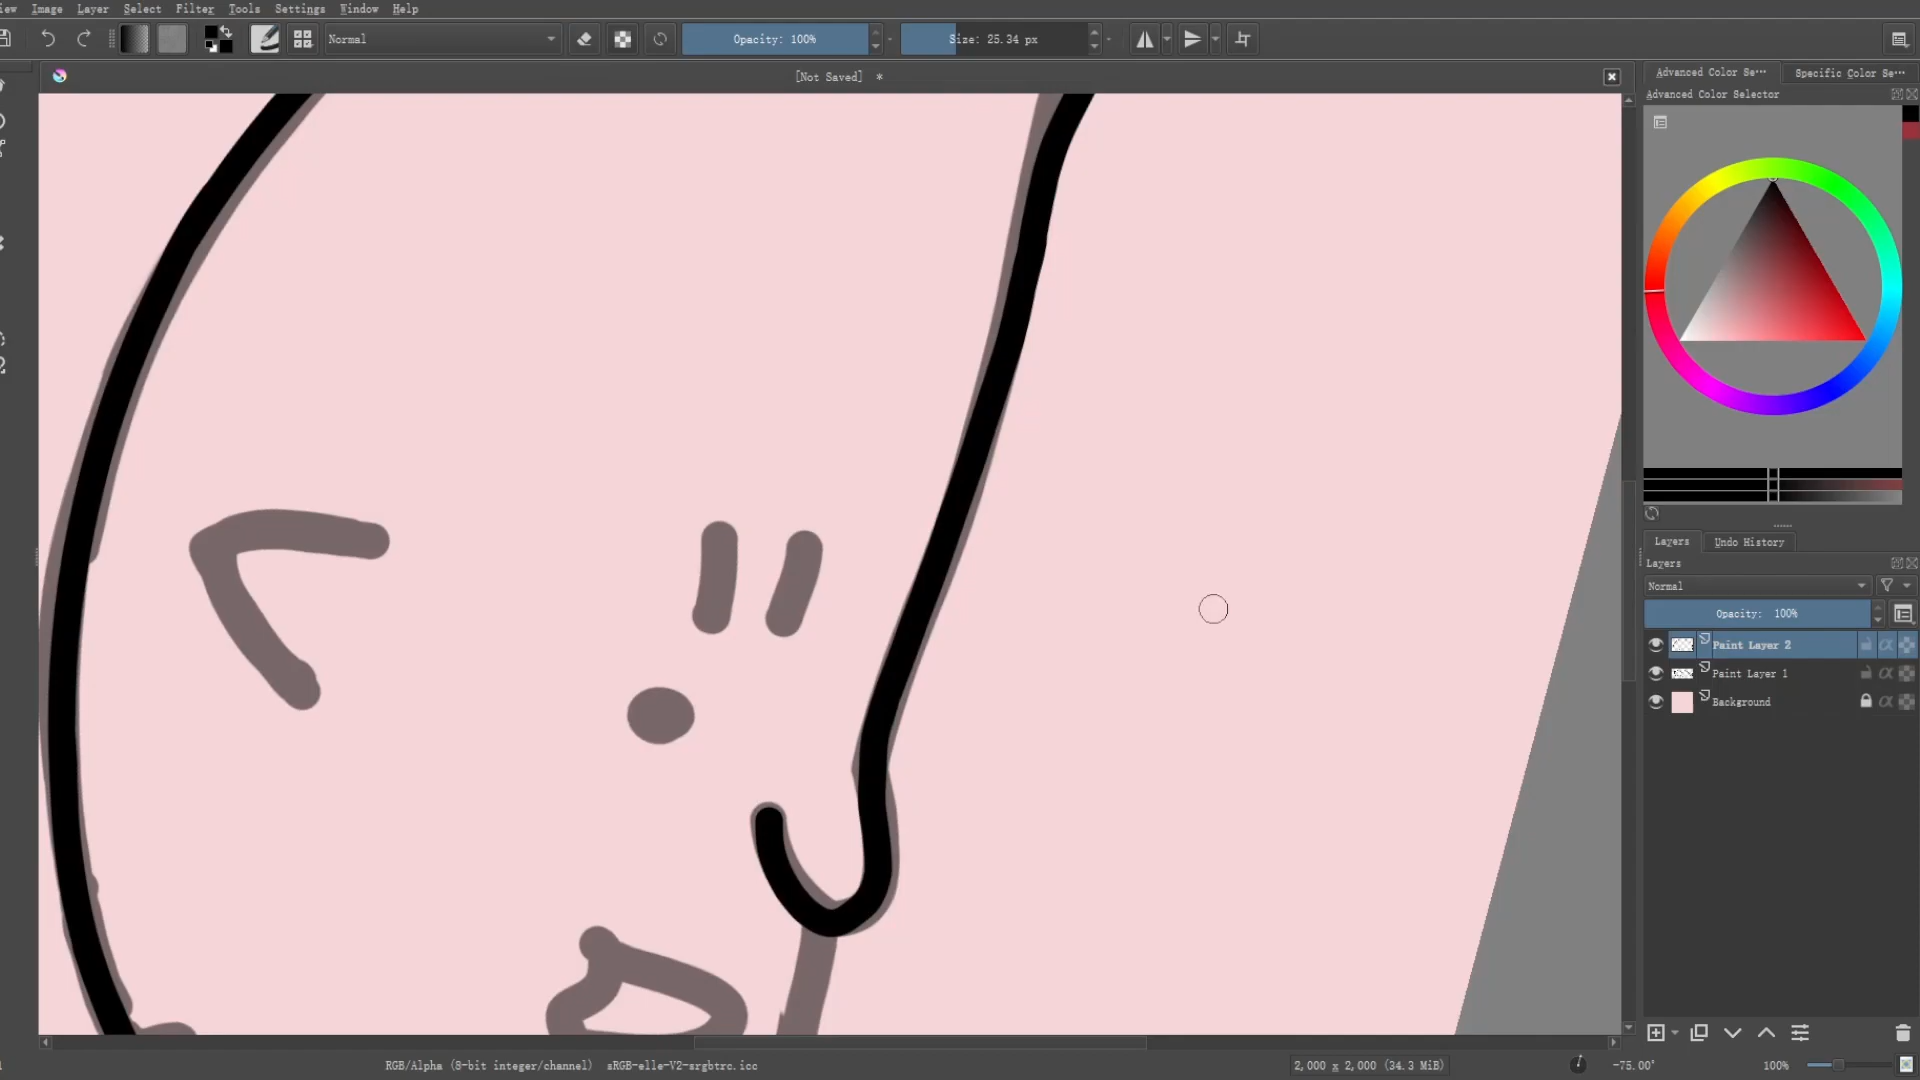 iew Image Layer Select Filter Tools Settings Window Help
Normal Opacity: 100% Size: 25.34 px
[Not Saved] *
Advanced Color Se··· Specific Color Se···
Advanced Color Selector
Layers Undo History
Layers
Normal
Opacity: 100%
Paint Layer 2
Paint Layer 1
Background
RGB/Alpha (8-bit integer/channel) sRGB-elle-V2-srgbtrc.icc 2,000 x 2,000 (34.3 MiB) -75.00° 100%